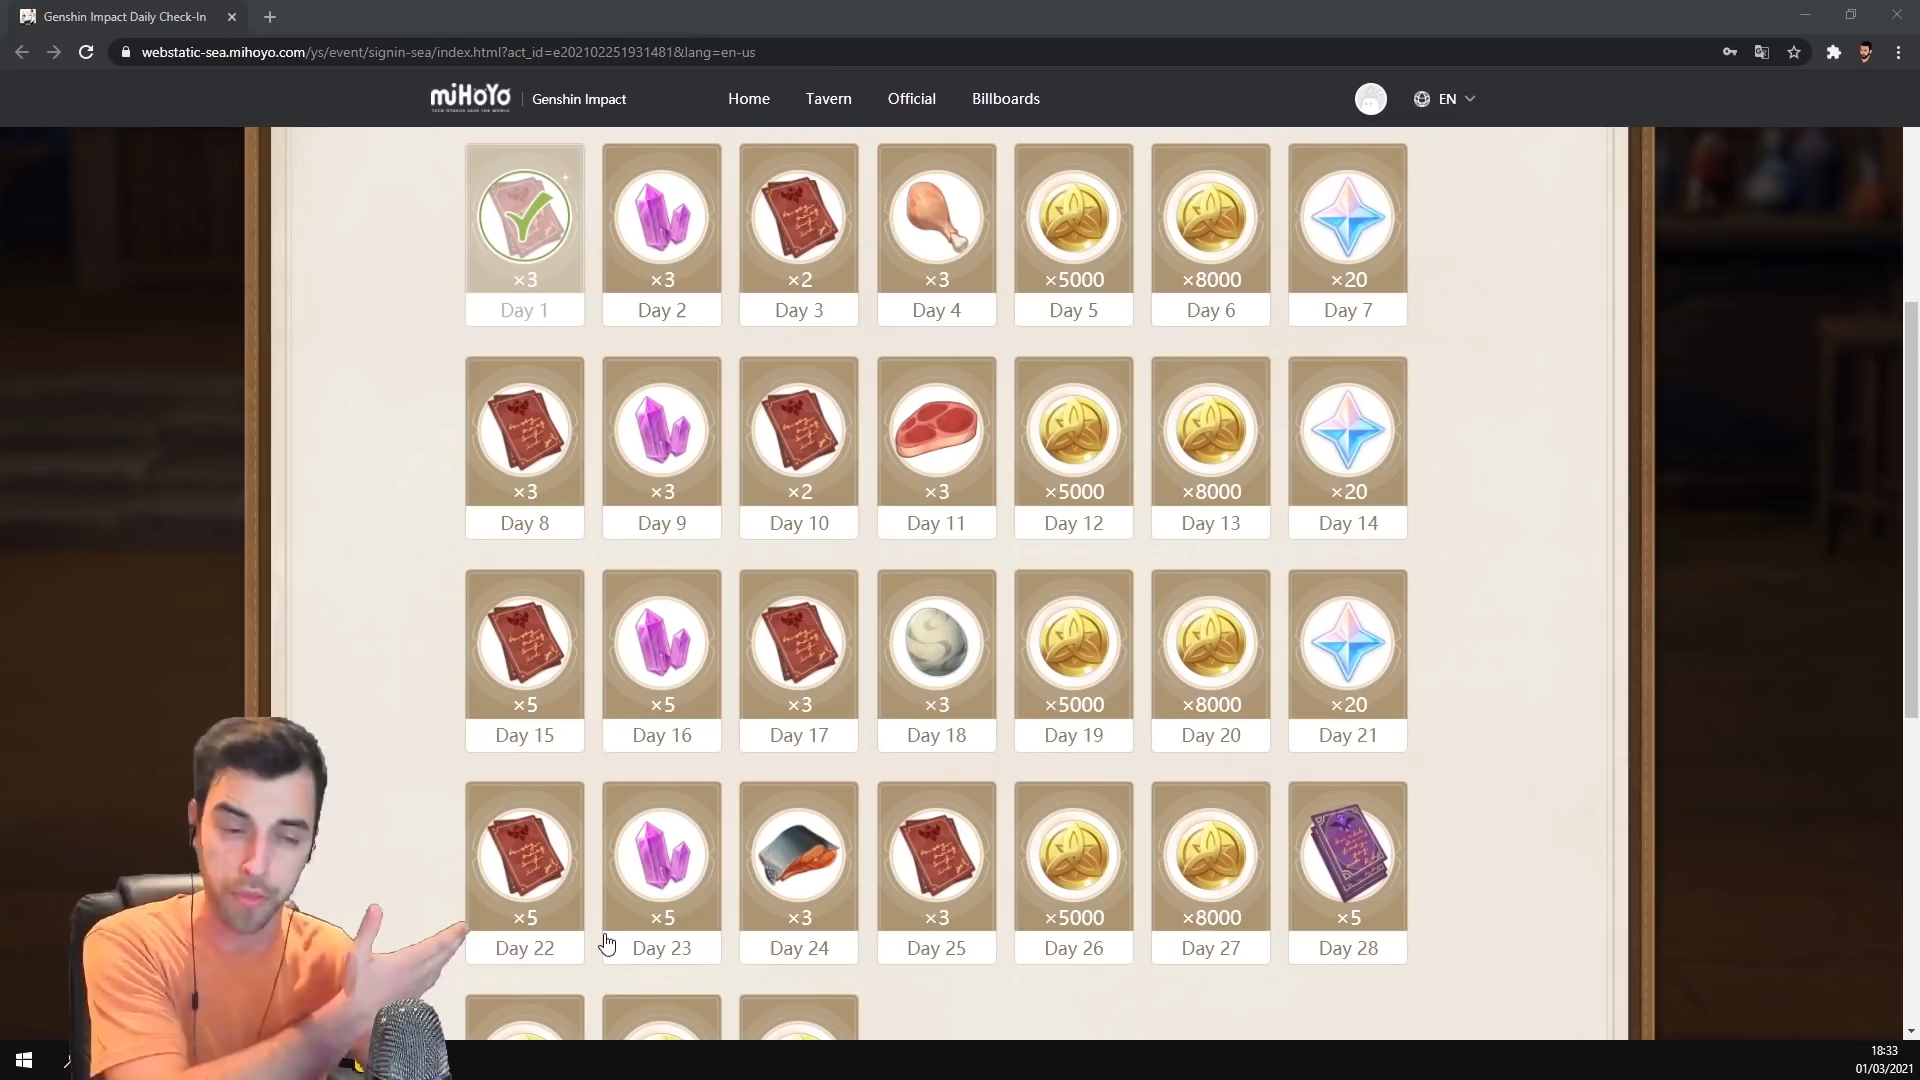 Genshin Impact Daily Check-In
webstatic-sea.mihoyo.com/ys/event/signin-sea/index.html?act_id=e202102251931481&lang=en-us
miHoYo
TECH OTAKUS SAVE THE WORLD
Genshin Impact
Home
Tavern
Official
Billboards
EN
×3 ×3 ×2 ×3 ×5000 ×8000 ×20
Day 1 Day 2 Day 3 Day 4 Day 5 Day 6 Day 7
×3 ×3 ×2 ×3 ×5000 ×8000 ×20
Day 8 Day 9 Day 10 Day 11 Day 12 Day 13 Day 14
×5 ×5 ×3 ×3 ×5000 ×8000 ×20
Day 15 Day 16 Day 17 Day 18 Day 19 Day 20 Day 21
×5 ×5 ×3 ×3 ×5000 ×8000 ×5
Day 22 Day 23 Day 24 Day 25 Day 26 Day 27 Day 28
18:33
01/03/2021